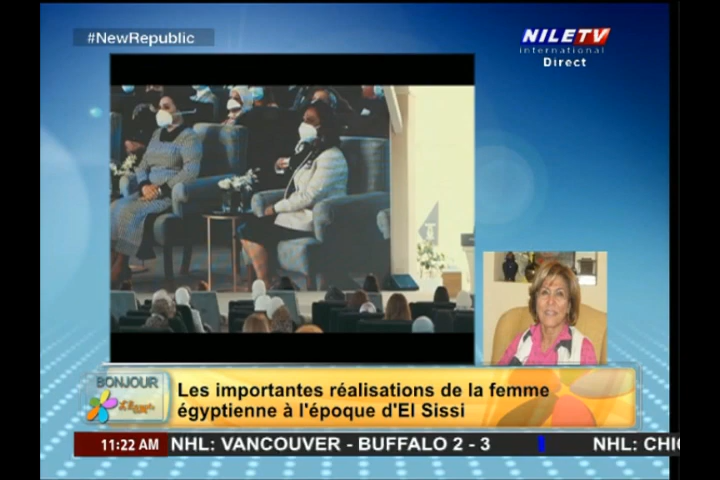 #NewRepublic
NILETV
international
Direct
BONJOUR
Les importantes réalisations de la femme
égyptienne à l'époque d'El Sissi
11:22 AM NHL: VANCOUVER - BUFFALO 2 - 3 NHL: CHI